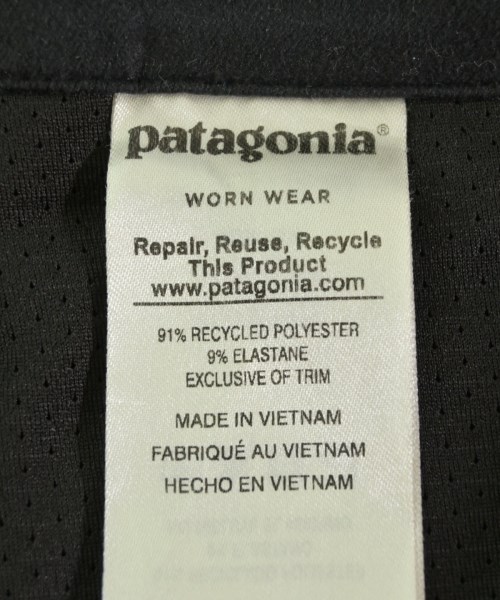 patagonia®
WORN WEAR
Repair, Reuse, Recycle
This Product
www.patagonia.com
91% RECYCLED POLYESTER
9% ELASTANE
EXCLUSIVE OF TRIM
MADE IN VIETNAM
FABRIQUÉ AU VIETNAM
HECHO EN VIETNAM